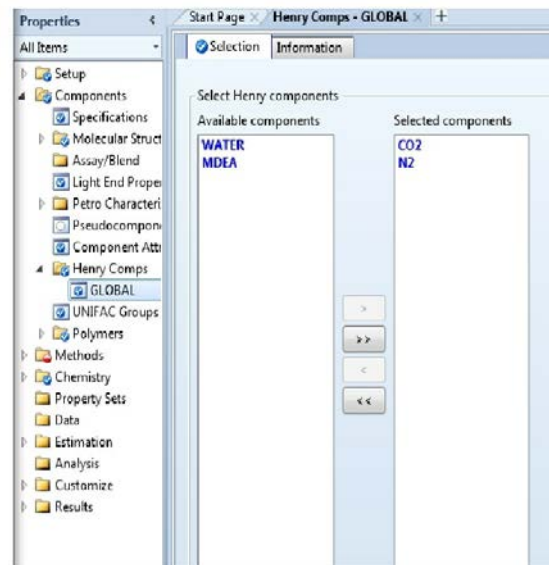 Properties
All Items
Setup
Components
Specifications
Molecular Struct
Assay/Blend
Light End Proper
Petro Characteri
Pseudocompon
Component Attr
Henry Comps
GLOBAL
UNIFAC Groups
Polymers
Methods
Chemistry
Property Sets
Data
Estimation
Analysis
Customize
Results
Start Page × Henry Comps - GLOBAL × +
Selection Information
Select Henry components
Available components Selected components
WATER CO2
MDEA N2
>
>>
<
<<